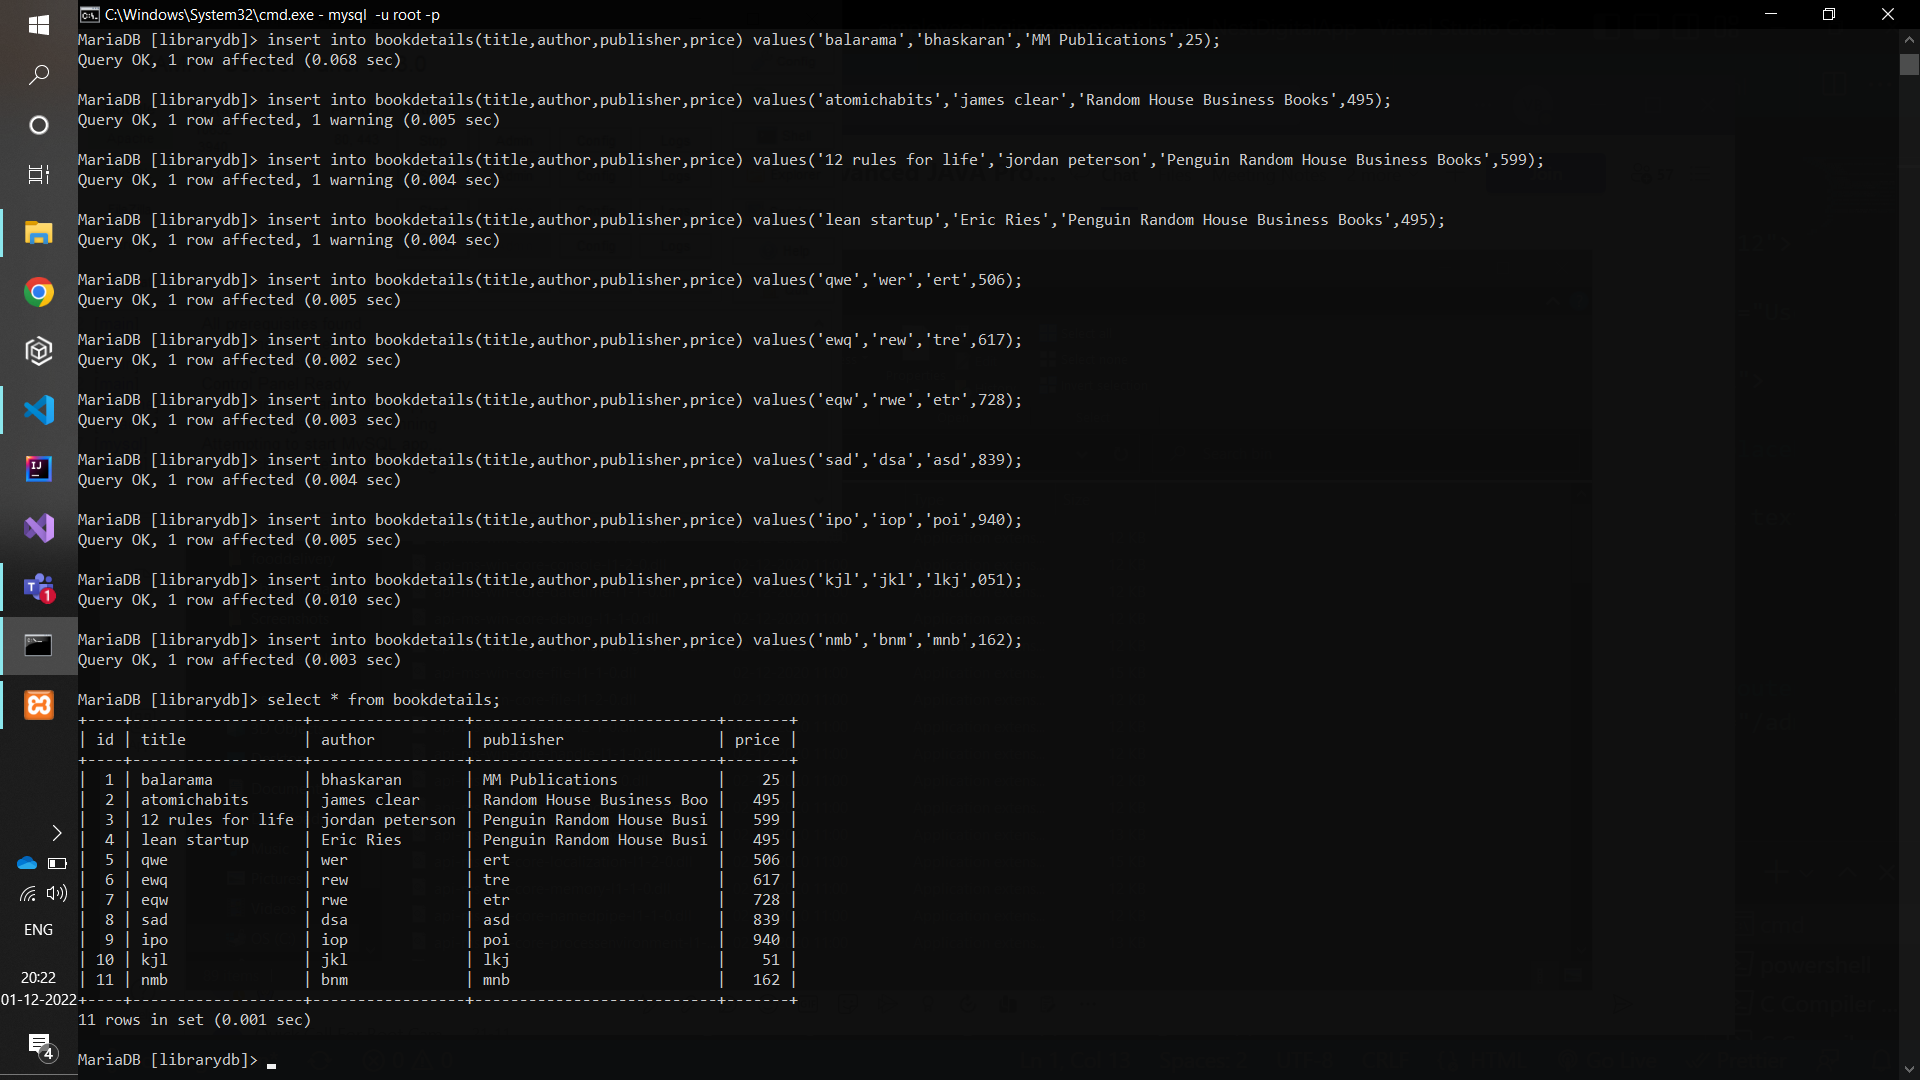 C:\Windows\System32\cmd.exe - mysql  -u root -p
MariaDB [librarydb]> insert into bookdetails(title,author,publisher,price) values('balarama','bhaskaran','MM Publications',25);
Query OK, 1 row affected (0.068 sec)
MariaDB [librarydb]> insert into bookdetails(title,author,publisher,price) values('atomichabits','james clear','Random House Business Books',495);
Query OK, 1 row affected, 1 warning (0.005 sec)
MariaDB [librarydb]> insert into bookdetails(title,author,publisher,price) values('12 rules for life','jordan peterson','Penguin Random House Business Books',599);
Query OK, 1 row affected, 1 warning (0.004 sec)
MariaDB [librarydb]> insert into bookdetails(title,author,publisher,price) values('lean startup','Eric Ries','Penguin Random House Business Books',495);
Query OK, 1 row affected, 1 warning (0.004 sec)
MariaDB [librarydb]> insert into bookdetails(title,author,publisher,price) values('qwe','wer','ert',506);
Query OK, 1 row affected (0.005 sec)
MariaDB [librarydb]> insert into bookdetails(title,author,publisher,price) values('ewq','rew','tre',617);
Query OK, 1 row affected (0.002 sec)
MariaDB [librarydb]> insert into bookdetails(title,author,publisher,price) values('eqw','rwe','etr',728);
Query OK, 1 row affected (0.003 sec)
MariaDB [librarydb]> insert into bookdetails(title,author,publisher,price) values('sad','dsa','asd',839);
Query OK, 1 row affected (0.004 sec)
MariaDB [librarydb]> insert into bookdetails(title,author,publisher,price) values('ipo','iop','poi',940);
Query OK, 1 row affected (0.005 sec)
MariaDB [librarydb]> insert into bookdetails(title,author,publisher,price) values('kjl','jkl','lkj',051);
Query OK, 1 row affected (0.010 sec)
MariaDB [librarydb]> insert into bookdetails(title,author,publisher,price) values('nmb','bnm','mnb',162);
Query OK, 1 row affected (0.003 sec)
MariaDB [librarydb]> select * from bookdetails;
+----+-------------------+-----------------+---------------------------+-------+
| id | title             | author          | publisher                 | price |
+----+-------------------+-----------------+---------------------------+-------+
|  1 | balarama          | bhaskaran       | MM Publications           |    25 |
|  2 | atomichabits      | james clear     | Random House Business Boo |   495 |
|  3 | 12 rules for life | jordan peterson | Penguin Random House Busi |   599 |
|  4 | lean startup      | Eric Ries       | Penguin Random House Busi |   495 |
|  5 | qwe               | wer             | ert                       |   506 |
|  6 | ewq               | rew             | tre                       |   617 |
|  7 | eqw               | rwe             | etr                       |   728 |
|  8 | sad               | dsa             | asd                       |   839 |
|  9 | ipo               | iop             | poi                       |   940 |
| 10 | kjl               | jkl             | lkj                       |    51 |
| 11 | nmb               | bnm             | mnb                       |   162 |
+----+-------------------+-----------------+---------------------------+-------+
11 rows in set (0.001 sec)
MariaDB [librarydb]>
IJ
T
1
ENG
20:22
01-12-2022
4